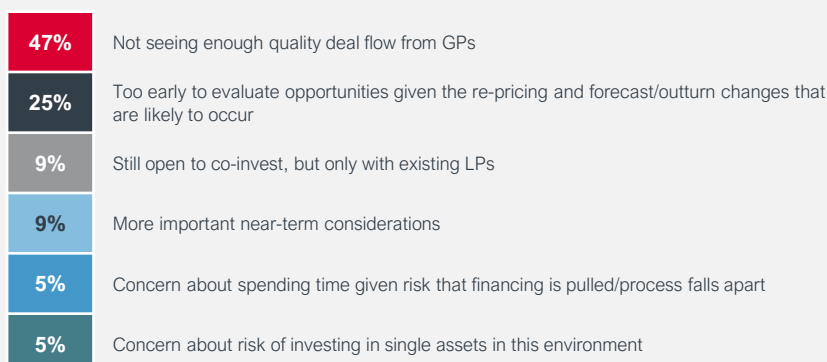 47% Not seeing enough quality deal flow from GPs
25% Too early to evaluate opportunities given the re-pricing and forecast/outturn changes that
are likely to occur
9% Still open to co-invest, but only with existing LPs
9% More important near-term considerations
5% Concern about spending time given risk that financing is pulled/process falls apart
5% Concern about risk of investing in single assets in this environment